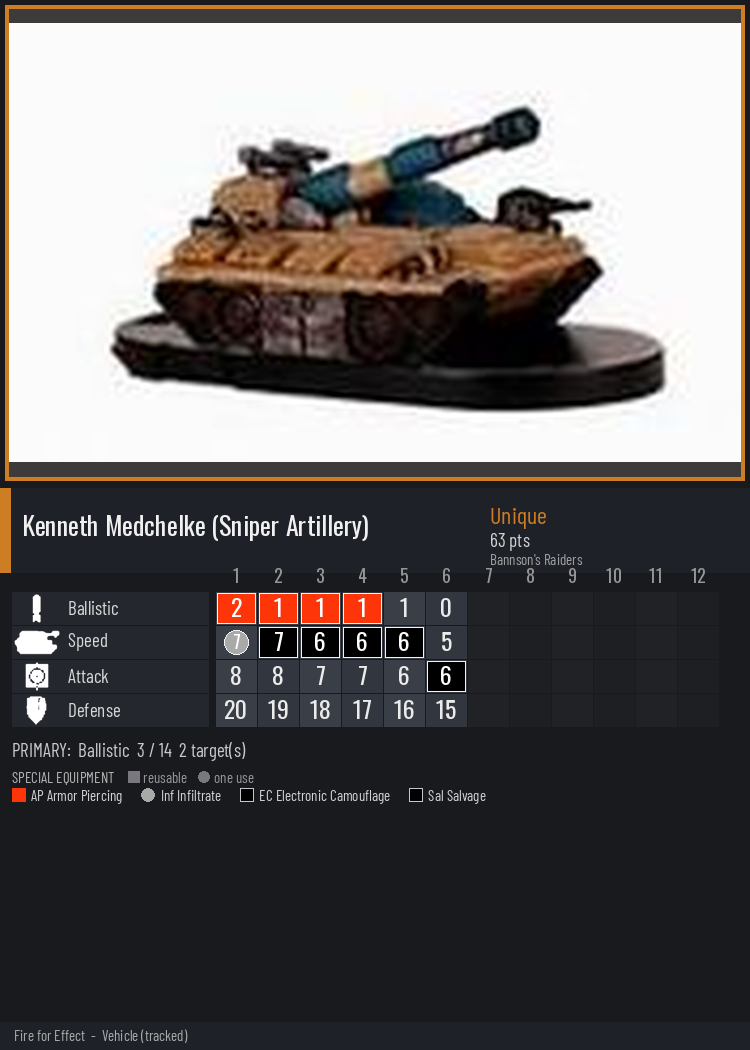 Kenneth Medchelke (Sniper Artillery)
Unique
63 pts
Bannson's Raiders
1 2 3 4 5 6 7 8 9 10 11 12
Ballistic 2 1 1 1 1 0
Speed 7 7 6 6 6 5
Attack 8 8 7 7 6 6
Defense 20 19 18 17 16 15
PRIMARY: Ballistic 3 / 14 2 target(s)
SPECIAL EQUIPMENT reusable one use
AP Armor Piercing Inf Infiltrate EC Electronic Camouflage Sal Salvage
Fire for Effect - Vehicle (tracked)